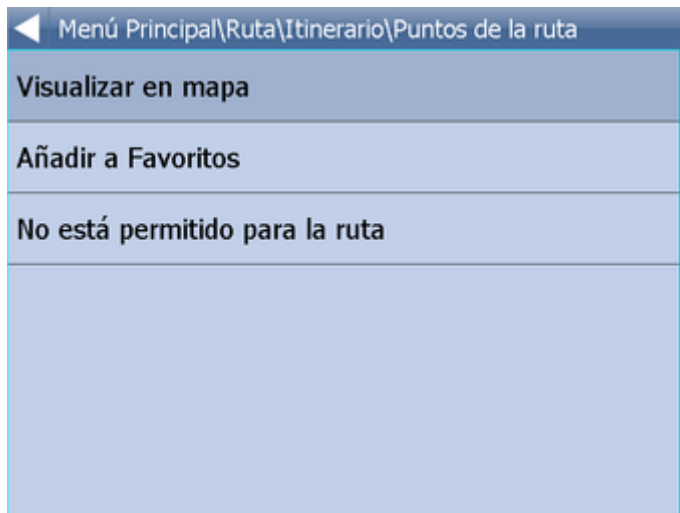 Menú Principal\Ruta\Itinerario\Puntos de la ruta
Visualizar en mapa
Añadir a Favoritos
No está permitido para la ruta